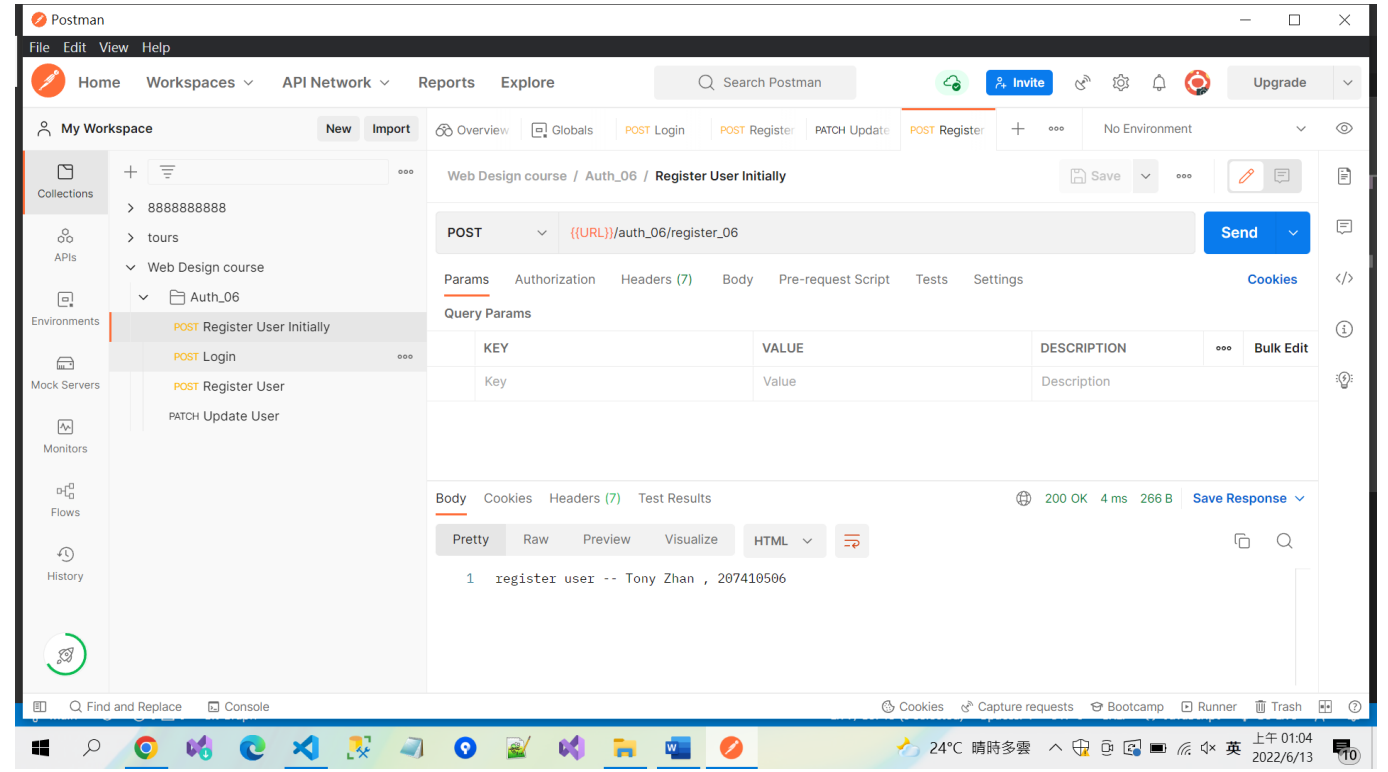 Postman
File Edit View Help
Home Workspaces API Network Reports Explore Search Postman Invite Upgrade
My Workspace New Import Overview Globals POST Login POST Register PATCH Update POST Register No Environment
Collections
APIs
Environments
Mock Servers
Monitors
Flows
History
8888888888
tours
Web Design course
Auth_06
POST Register User Initially
POST Login
POST Register User
PATCH Update User
Web Design course / Auth_06 / Register User Initially Save
POST {{URL}}/auth_06/register_06 Send
Params Authorization Headers (7) Body Pre-request Script Tests Settings Cookies
Query Params
KEY VALUE DESCRIPTION Bulk Edit
Key Value Description
Body Cookies Headers (7) Test Results 200 OK 4 ms 266 B Save Response
Pretty Raw Preview Visualize HTML
1 register user -- Tony Zhan , 207410506
Find and Replace Console Cookies Capture requests Bootcamp Runner Trash
24°C 晴時多雲 英 上午 01:04
2022/6/13
10